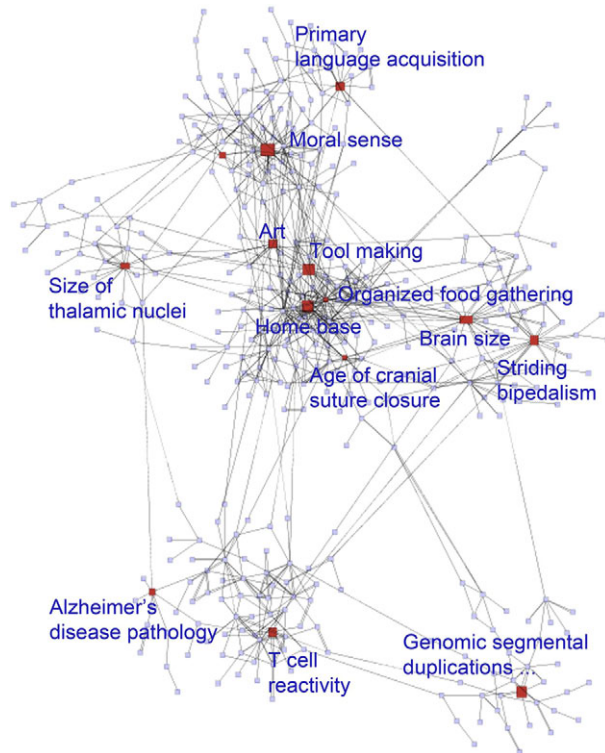 Primary
language acquisition
Moral sense
Art
Tool making
Size of
thalamic nuclei
Organized food gathering
Home base
Brain size
Age of cranial
suture closure
Striding
bipedalism
Alzheimer's
disease pathology
T cell
reactivity
Genomic segmental
duplications ...